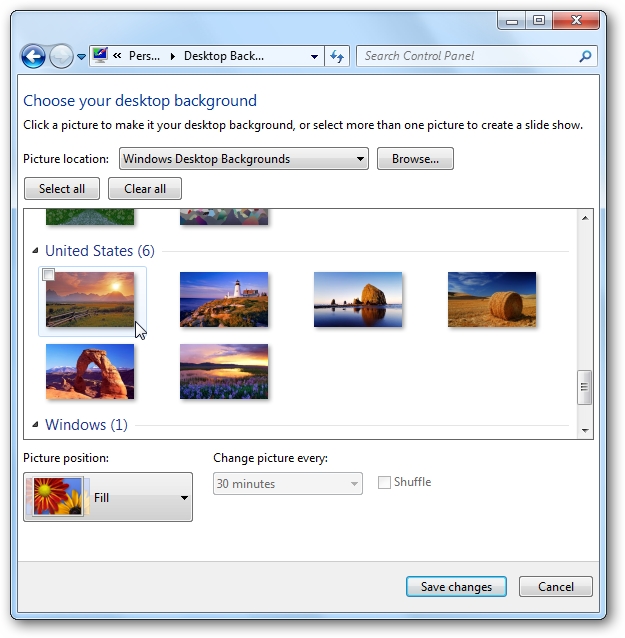 « Pers... ▸ Desktop Back...
Search Control Panel
Choose your desktop background
Click a picture to make it your desktop background, or select more than one picture to create a slide show.
Picture location: Windows Desktop Backgrounds Browse...
Select all Clear all
United States (6)
Windows (1)
Picture position: Change picture every:
Fill 30 minutes Shuffle
Save changes Cancel